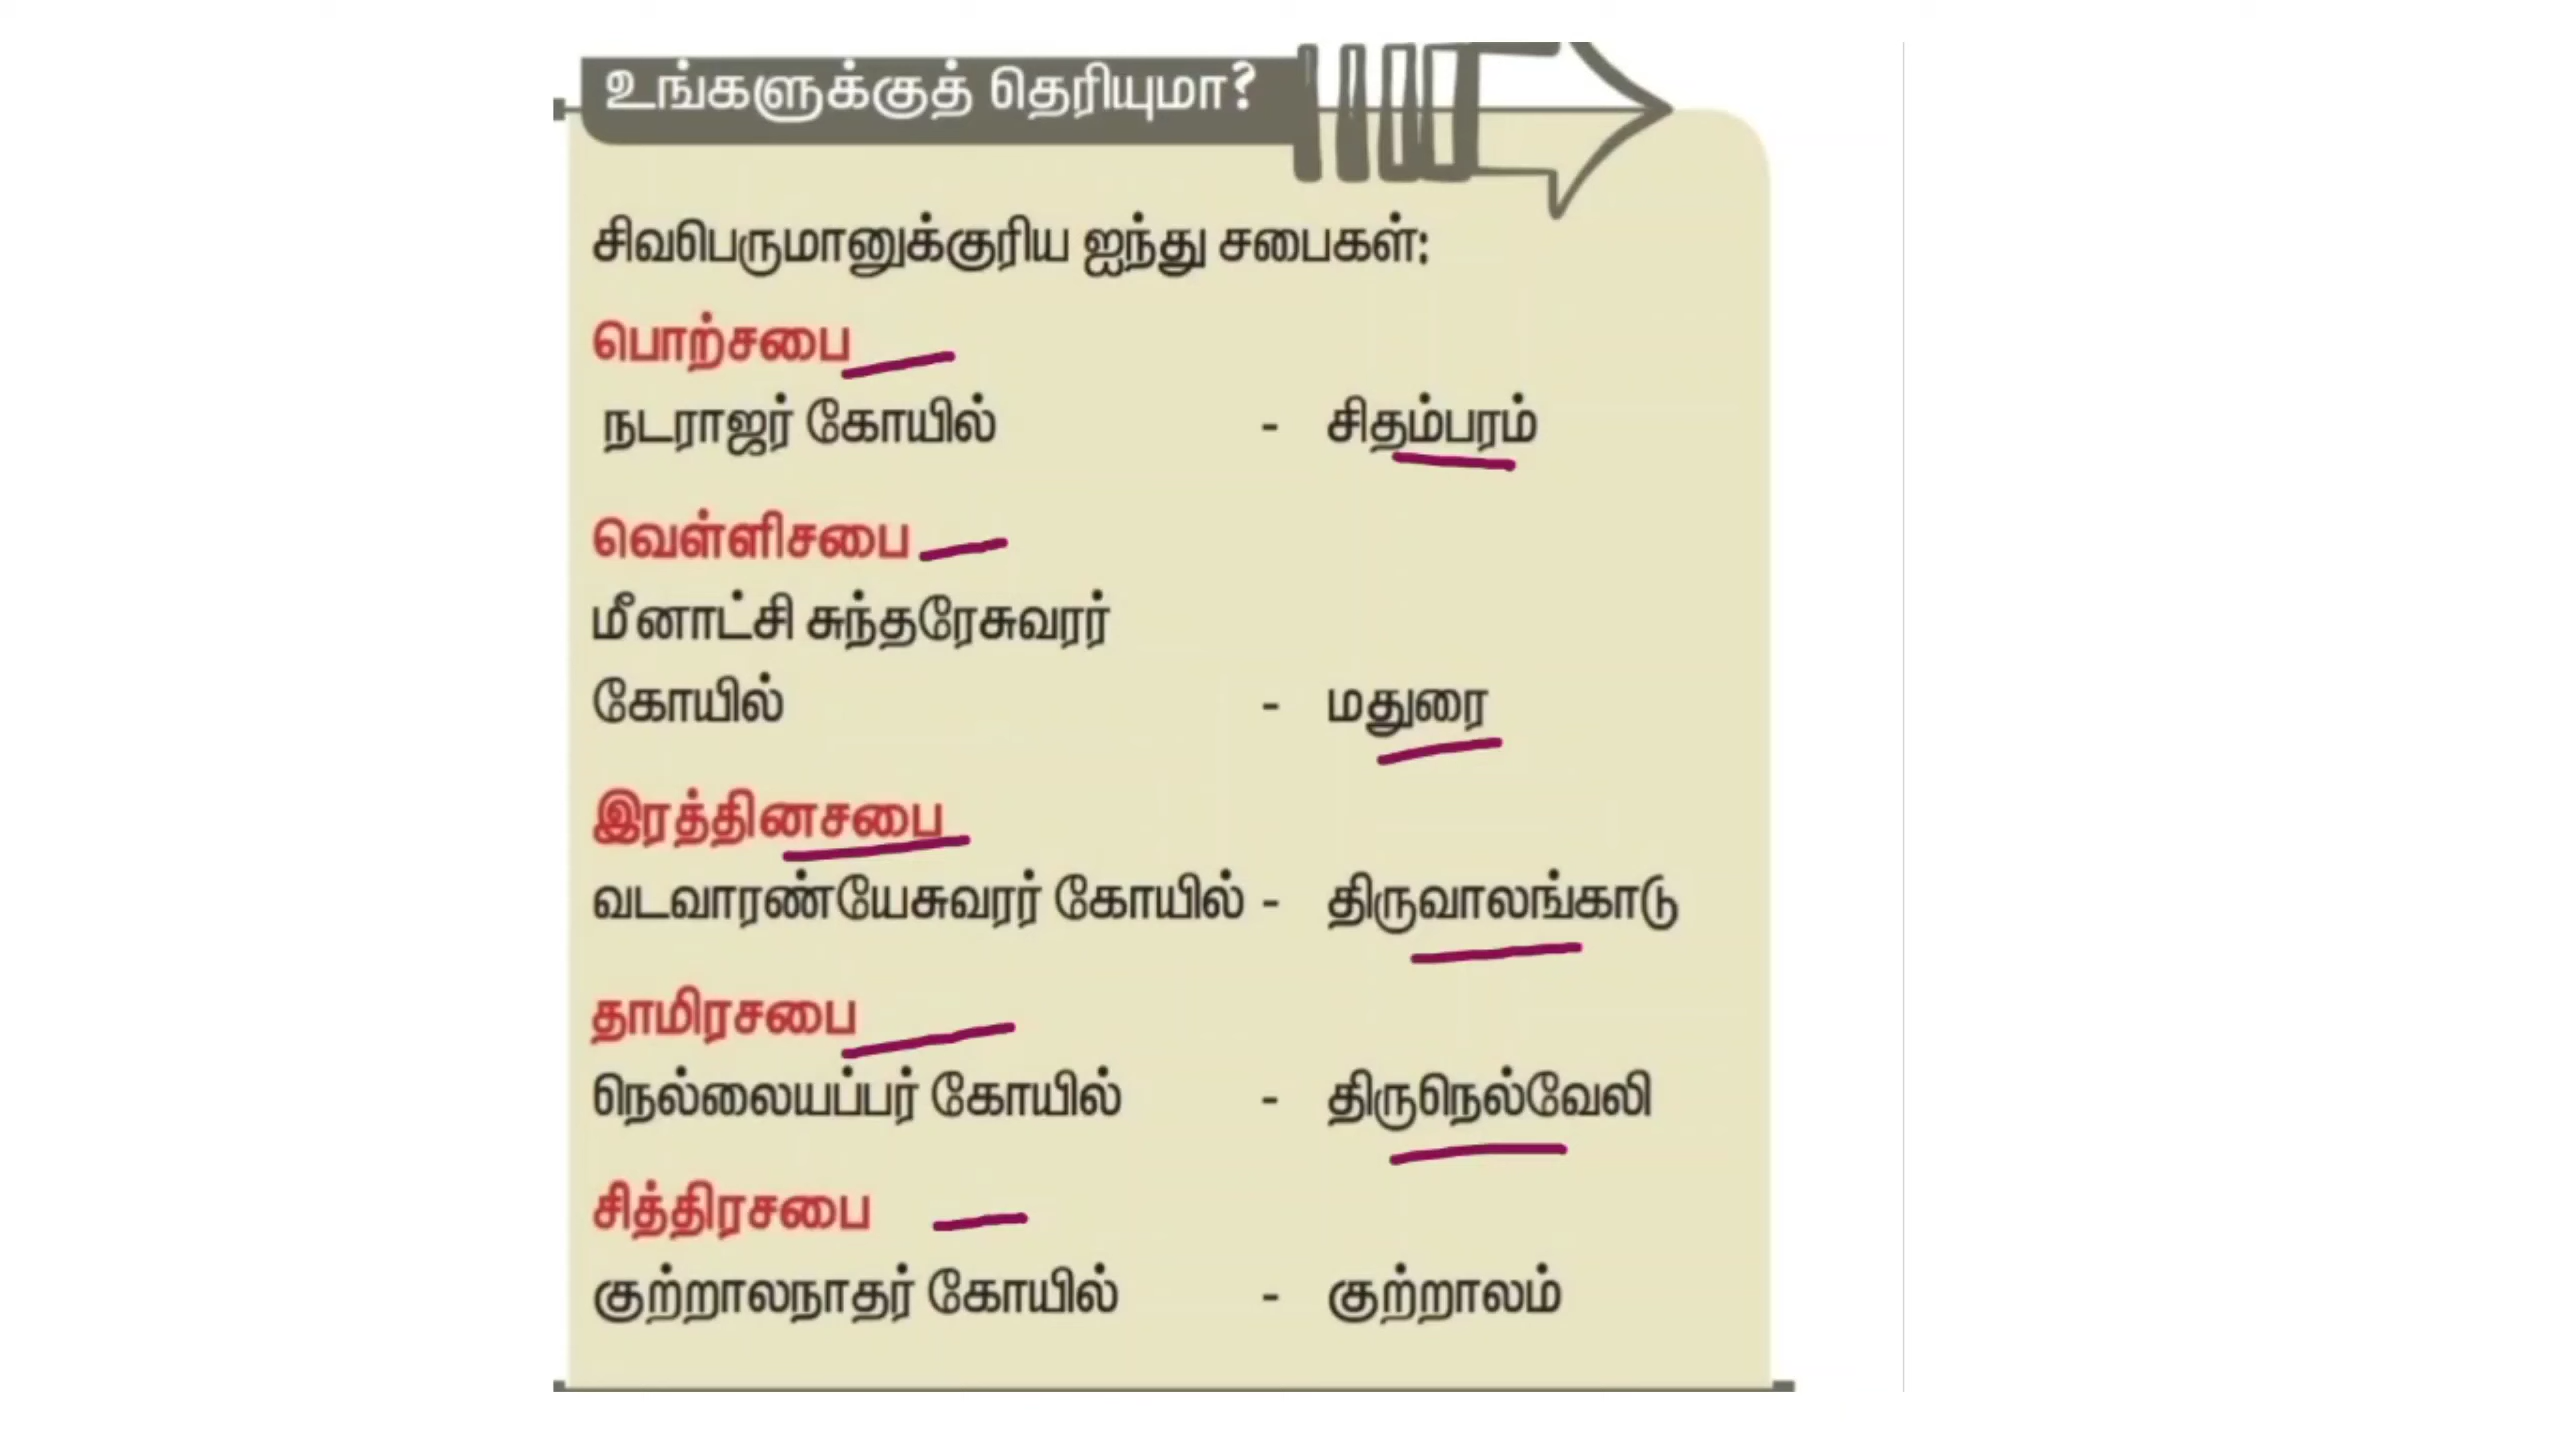 உங்களுக்குத் தெரியுமா?
சிவபெருமானுக்குரிய ஐந்து சபைகள்:
பொற்சபை
நடராஜர் கோயில் - சிதம்பரம்
வெள்ளிசபை
மீனாட்சி சுந்தரேசுவரர்
கோயில் - மதுரை
இரத்தினசபை
வடவாரண்யேசுவரர் கோயில் - திருவாலங்காடு
தாமிரசபை
நெல்லையப்பர் கோயில் - திருநெல்வேலி
சித்திரசபை
குற்றாலநாதர் கோயில் - குற்றாலம்